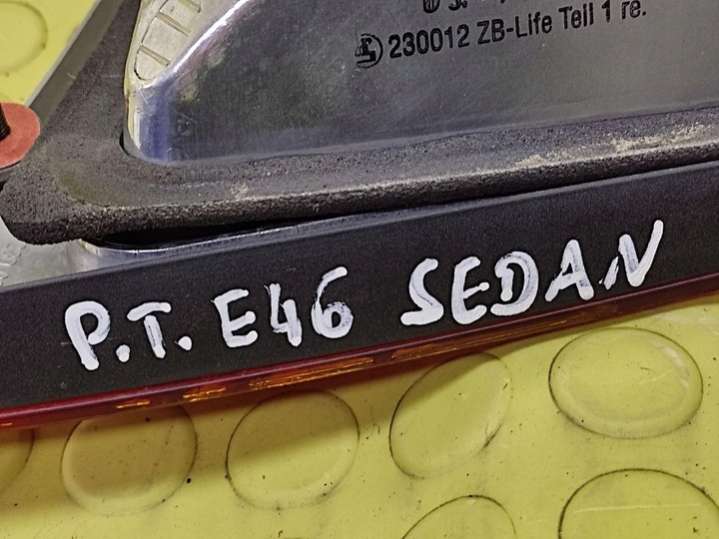 230012 ZB-Life Teil 1 re.
P.T. E46 SEDAN